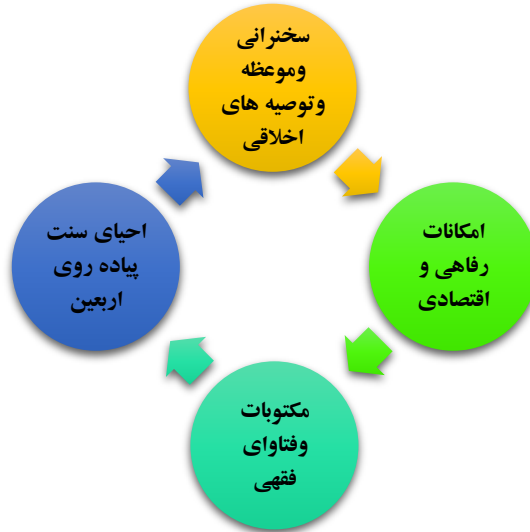 سخنرانی
وموعظه
وتوصیه های
اخلاقی
امکانات
رفاهی و
اقتصادی
مکتوبات
وفتاوای
فقهی
احیای سنت
پیاده روی
اربعین